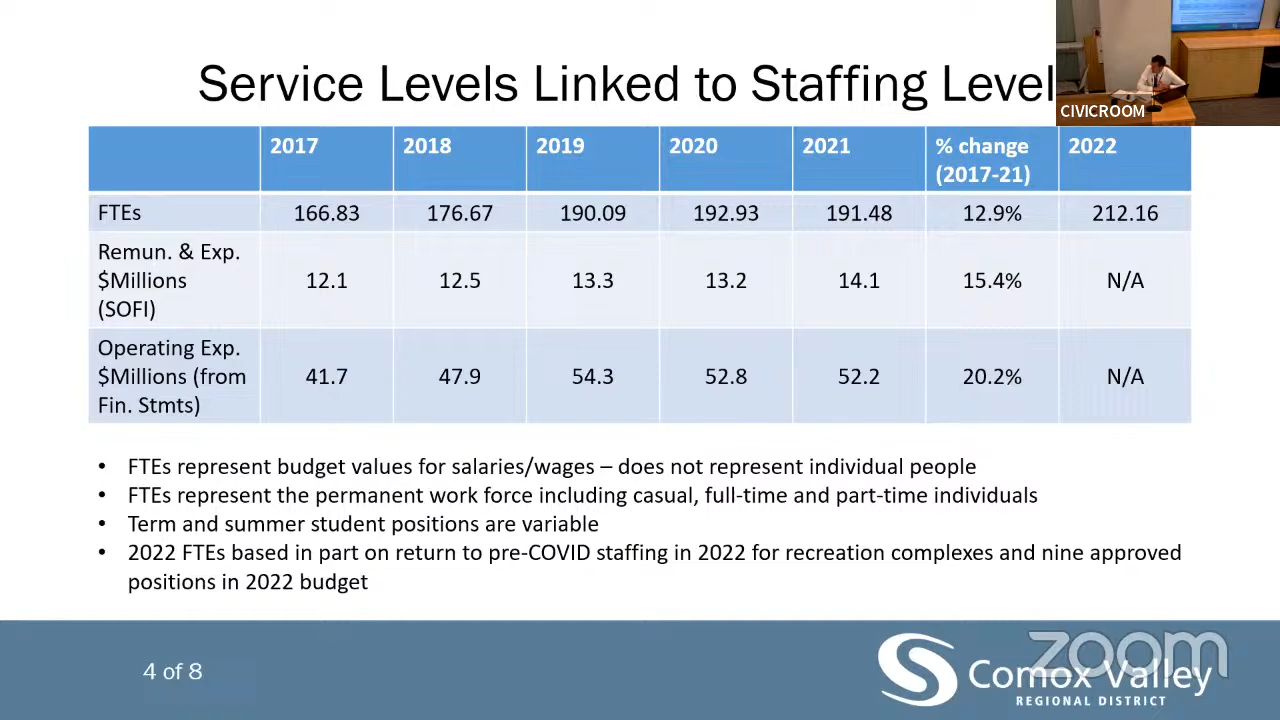 Service Levels Linked to Staffing Level
CIVICROOM
2017 2018 2019 2020 2021 % change (2017-21) 2022
FTEs 166.83 176.67 190.09 192.93 191.48 12.9% 212.16
Remun. & Exp.
$Millions 12.1 12.5 13.3 13.2 14.1 15.4% N/A
(SOFI)
Operating Exp.
$Millions (from 41.7 47.9 54.3 52.8 52.2 20.2% N/A
Fin. Stmts)
• FTEs represent budget values for salaries/wages – does not represent individual people
• FTEs represent the permanent work force including casual, full-time and part-time individuals
• Term and summer student positions are variable
• 2022 FTEs based in part on return to pre-COVID staffing in 2022 for recreation complexes and nine approved
positions in 2022 budget
4 of 8
zoom
Comox Valley
REGIONAL DISTRICT